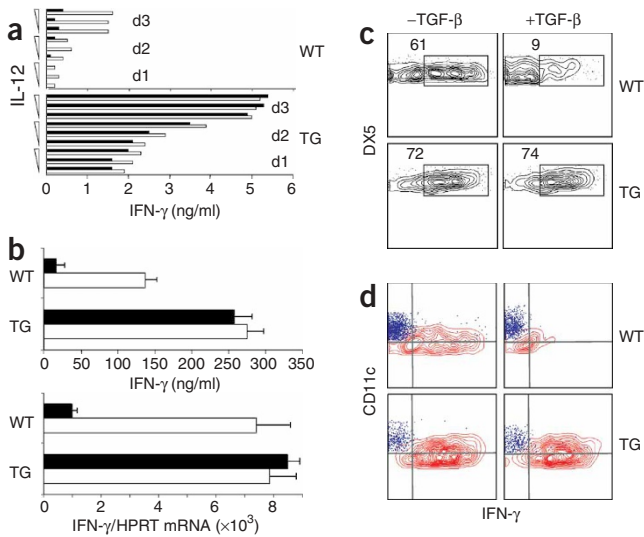 a
IL-12
d3
d2
WT
d1
d3
d2
TG
d1
0 1 2 3 4 5 6
IFN-γ (ng/ml)
b
WT
TG
0 50 100 150 200 250 300 350
IFN-γ (ng/ml)
WT
TG
0 2 4 6 8
IFN-γ/HPRT mRNA (×10³)
c
−TGF-β +TGF-β
61 9
WT
DX5
72 74
TG
d
WT
CD11c
TG
IFN-γ